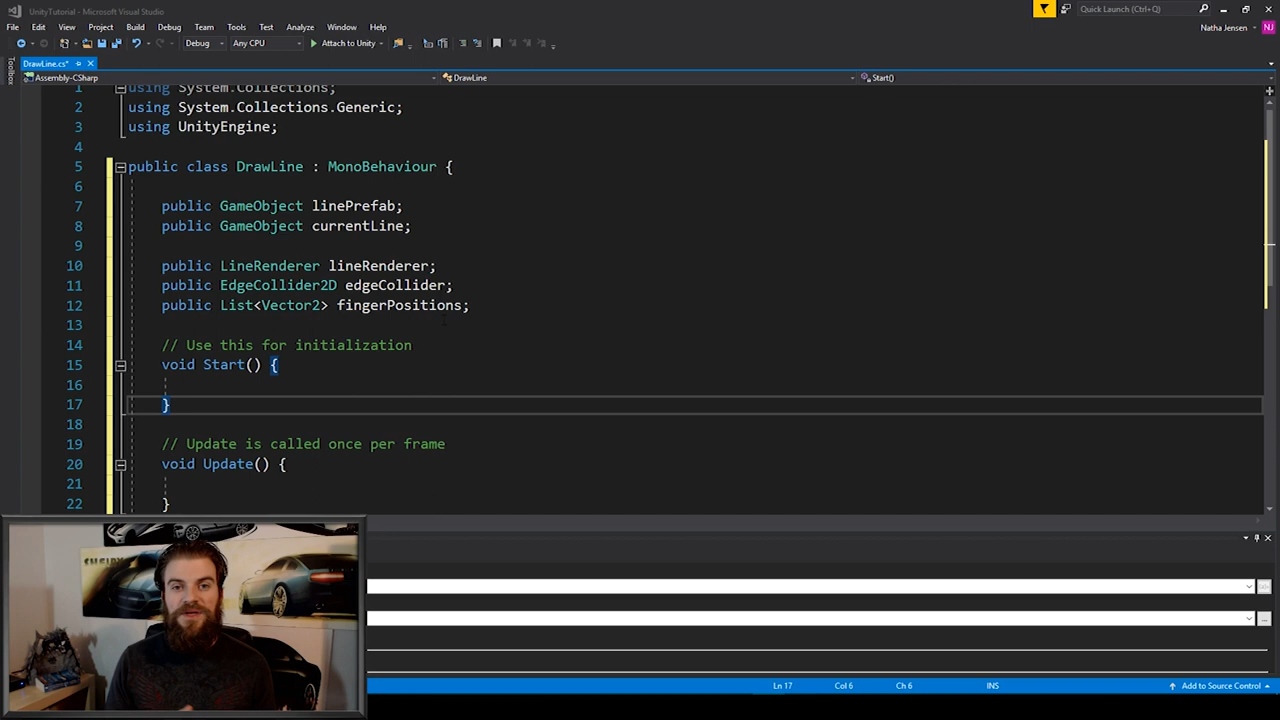 UnityTutorial - Microsoft Visual Studio
Quick Launch (Ctrl+Q)
File Edit View Project Build Debug Team Tools Test Analyze Window Help
Natha Jensen NJ
Debug Any CPU Attach to Unity
Toolbox
DrawLine.cs*
Assembly-CSharp DrawLine Start()
1 using System.Collections;
2 using System.Collections.Generic;
3 using UnityEngine;
4
5 public class DrawLine : MonoBehaviour {
6
7 public GameObject linePrefab;
8 public GameObject currentLine;
9
10 public LineRenderer lineRenderer;
11 public EdgeCollider2D edgeCollider;
12 public List<Vector2> fingerPositions;
13
14 // Use this for initialization
15 void Start() {
16
17 }
18
19 // Update is called once per frame
20 void Update() {
21
22 }
SHELBY
Ln 17 Col 6 Ch 6 INS Add to Source Control